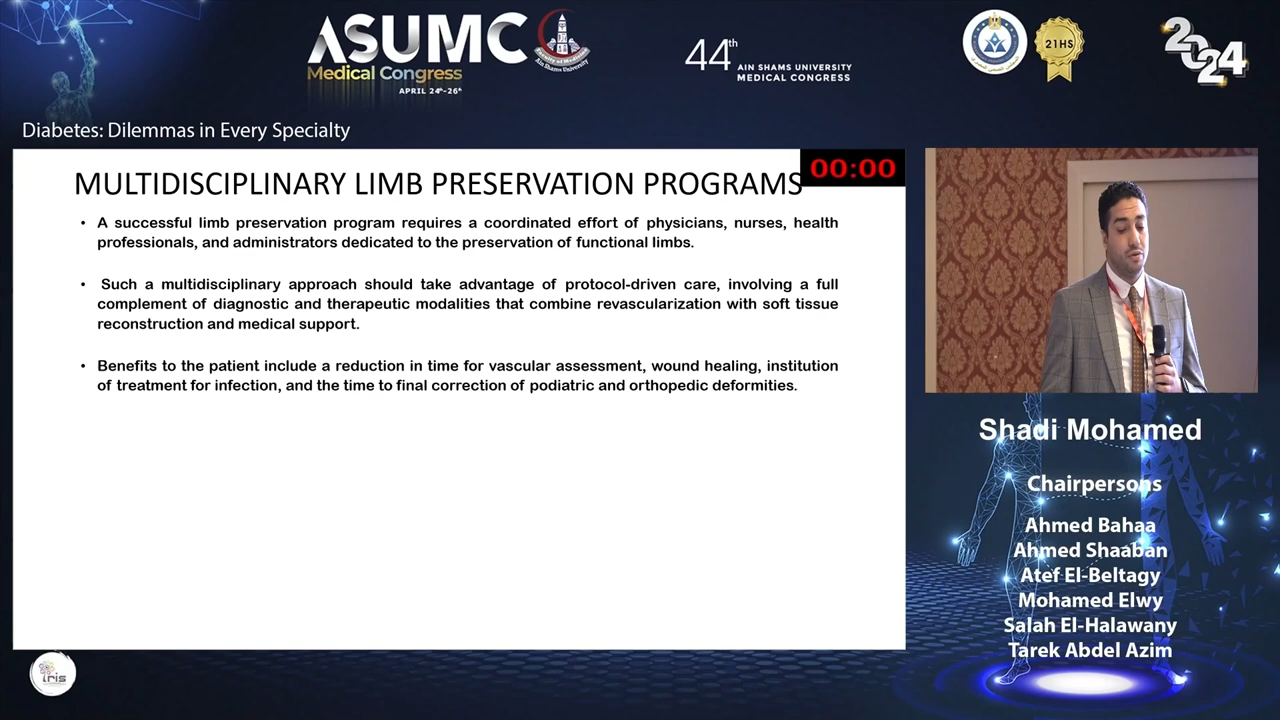 ASUMC
Medical Congress
APRIL 24th-26th
Faculty of Medicine
Ain Shams University
44th
AIN SHAMS UNIVERSITY
MEDICAL CONGRESS
21HS
2024
Diabetes: Dilemmas in Every Specialty
00:00
MULTIDISCIPLINARY LIMB PRESERVATION PROGRAMS
• A successful limb preservation program requires a coordinated effort of physicians, nurses, health
professionals, and administrators dedicated to the preservation of functional limbs.
• Such a multidisciplinary approach should take advantage of protocol-driven care, involving a full
complement of diagnostic and therapeutic modalities that combine revascularization with soft tissue
reconstruction and medical support.
• Benefits to the patient include a reduction in time for vascular assessment, wound healing, institution
of treatment for infection, and the time to final correction of podiatric and orthopedic deformities.
Shadi Mohamed
Chairpersons
Ahmed Bahaa
Ahmed Shaaban
Atef El-Beltagy
Mohamed Elwy
Salah El-Halawany
Tarek Abdel Azim
iris